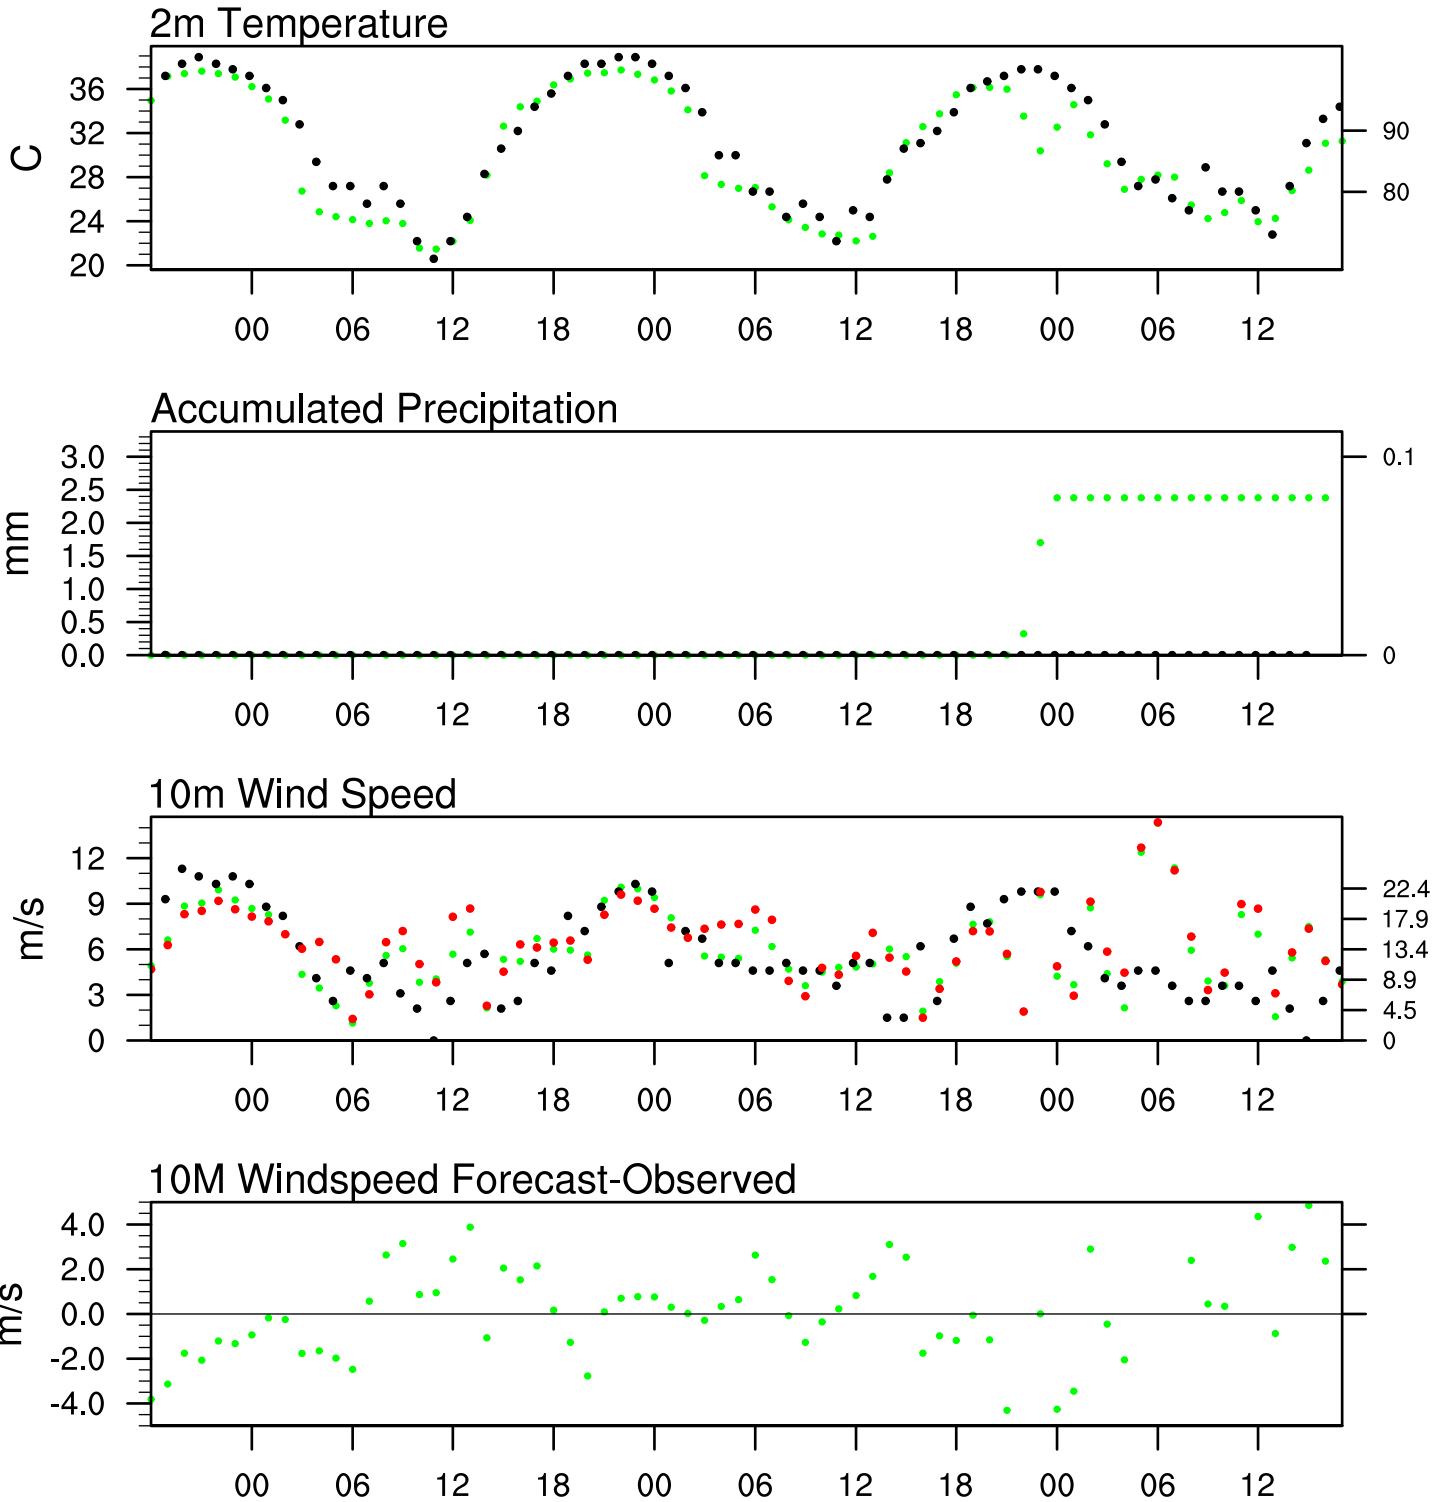 2m Temperature
C
36
32
28
24
20
90
80
00 06 12 18 00 06 12 18 00 06 12
Accumulated Precipitation
mm
3.0
2.5
2.0
1.5
1.0
0.5
0.0
0.1
0
00 06 12 18 00 06 12 18 00 06 12
10m Wind Speed
m/s
12
9
6
3
0
22.4
17.9
13.4
8.9
4.5
0
00 06 12 18 00 06 12 18 00 06 12
10M Windspeed Forecast-Observed
m/s
4.0
2.0
0.0
-2.0
-4.0
00 06 12 18 00 06 12 18 00 06 12